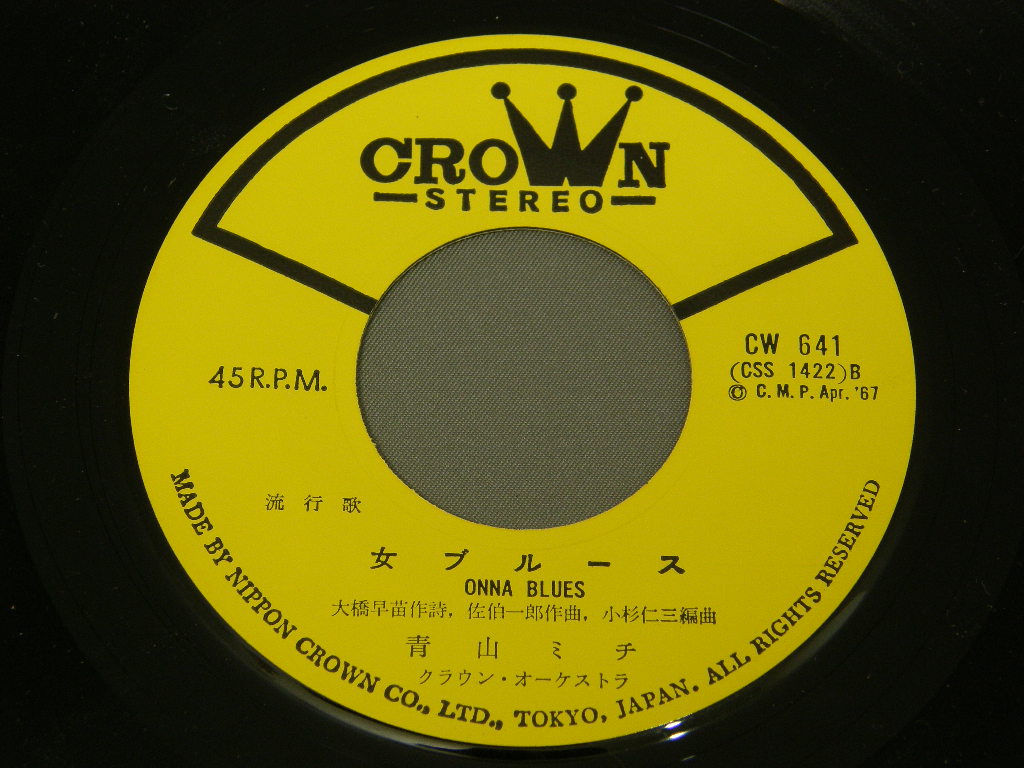 CROWN
STEREO
45 R.P.M.
CW 641
(CSS 1422)B
© C.M.P. Apr. '67
流行歌
女ブルース
ONNA BLUES
大橋早苗作詩, 佐伯一郎作曲, 小杉仁三編曲
青山ミチ
クラウン・オーケストラ
MADE BY NIPPON CROWN CO., LTD., TOKYO, JAPAN. ALL RIGHTS RESERVED